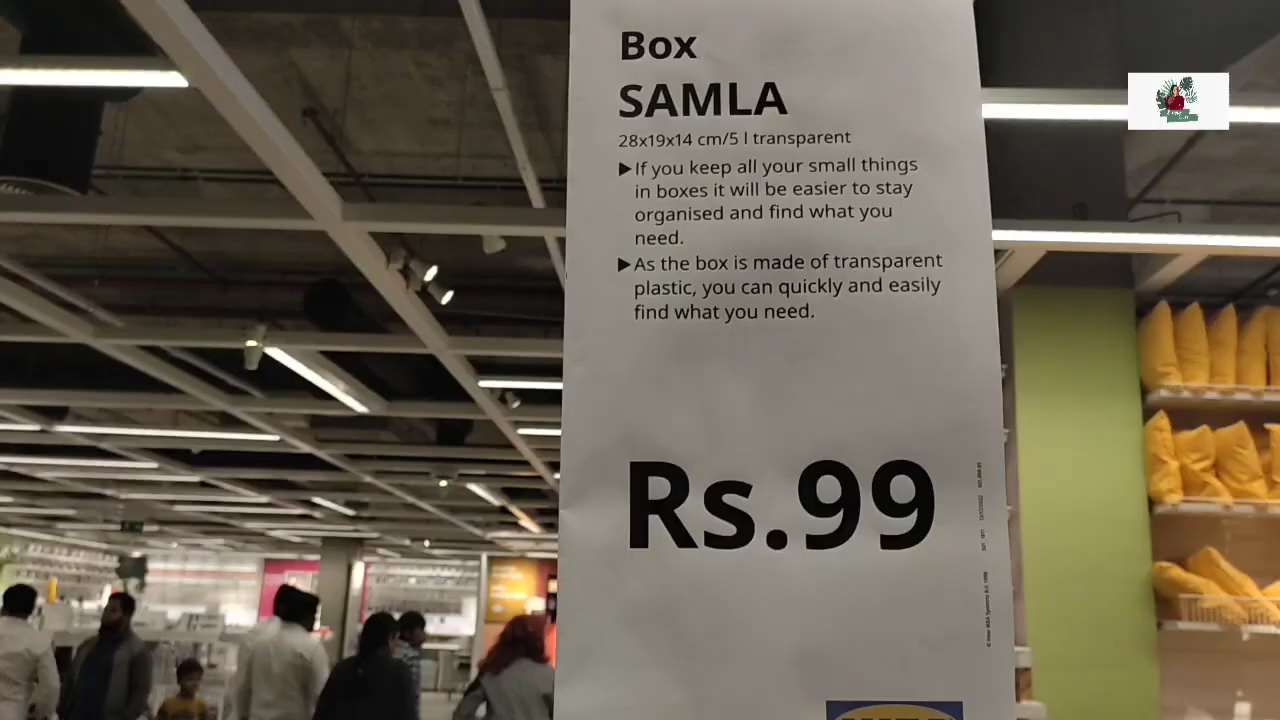 Box
SAMLA
28x19x14 cm/5 l transparent
▶If you keep all your small things
in boxes it will be easier to stay
organised and find what you
need.
▶As the box is made of transparent
plastic, you can quickly and easily
find what you need.
Rs.99